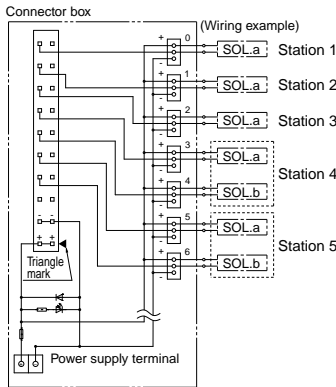 Connector box
(Wiring example)
+ 0
-
SOL.a Station 1
+ 1
-
SOL.a Station 2
+ 2
-
SOL.a Station 3
+ 3
-
SOL.a
Station 4
+ 4
-
SOL.b
+ 5
-
SOL.a
Station 5
+ 6
-
SOL.b
- -
+ +
Triangle
mark
Power supply terminal
- +